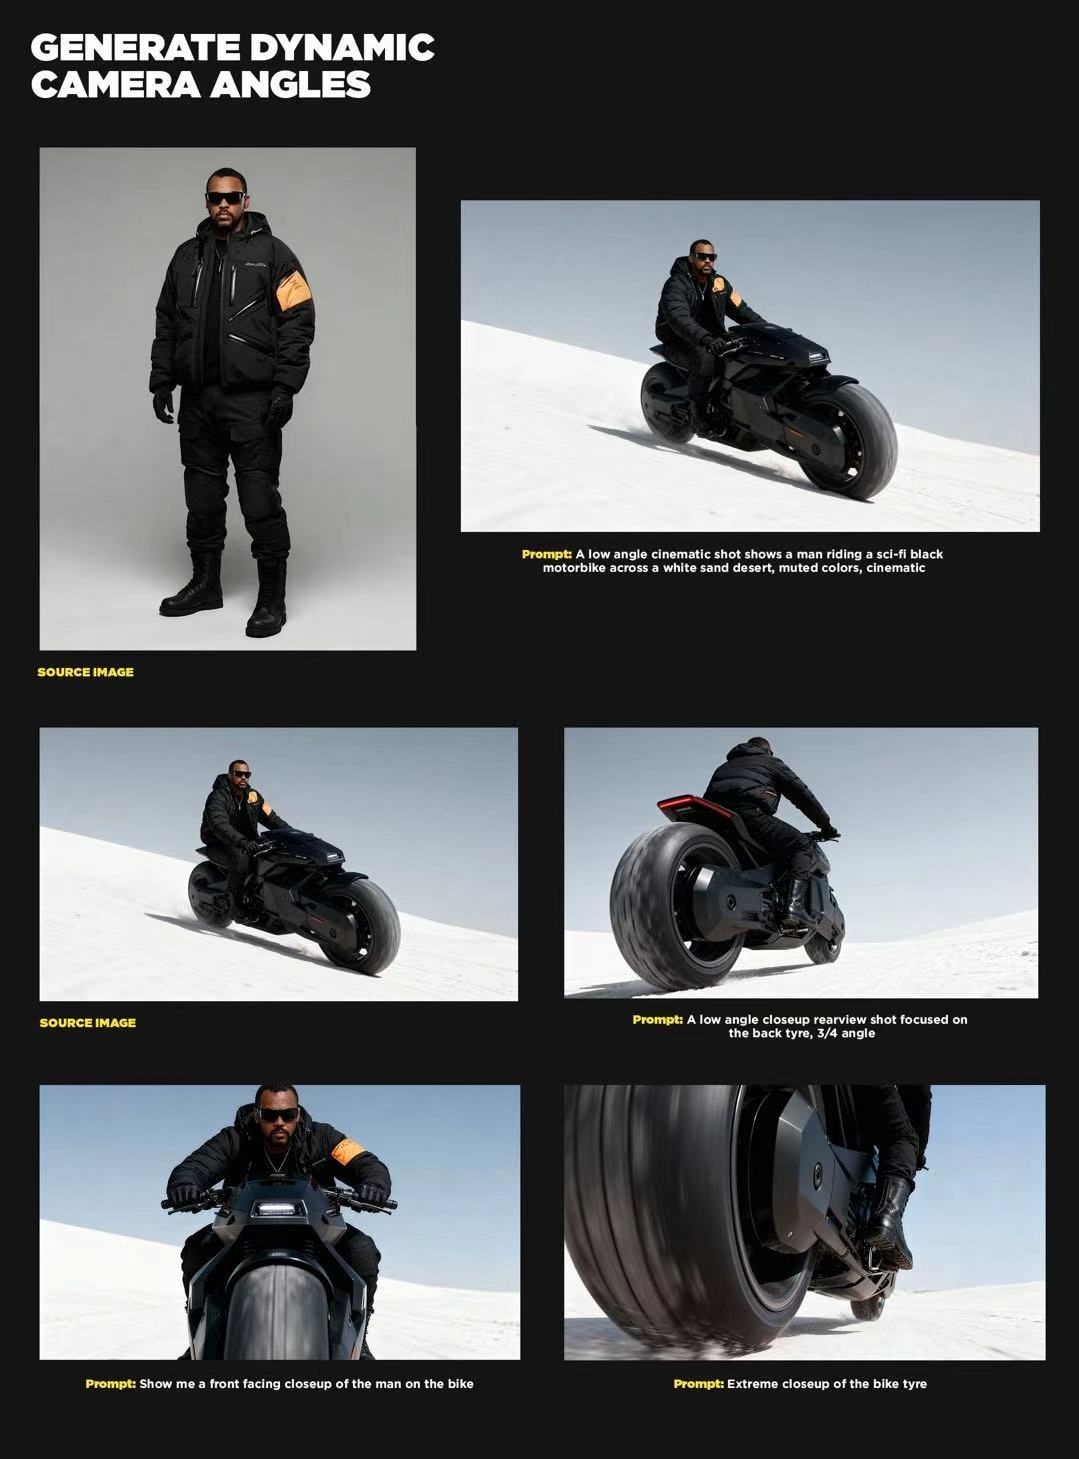 GENERATE DYNAMIC
CAMERA ANGLES
Prompt: A low angle cinematic shot shows a man riding a sci-fi black
motorbike across a white sand desert, muted colors, cinematic
SOURCE IMAGE
SOURCE IMAGE
Prompt: A low angle closeup rearview shot focused on
the back tyre, 3/4 angle
Prompt: Show me a front facing closeup of the man on the bike
Prompt: Extreme closeup of the bike tyre